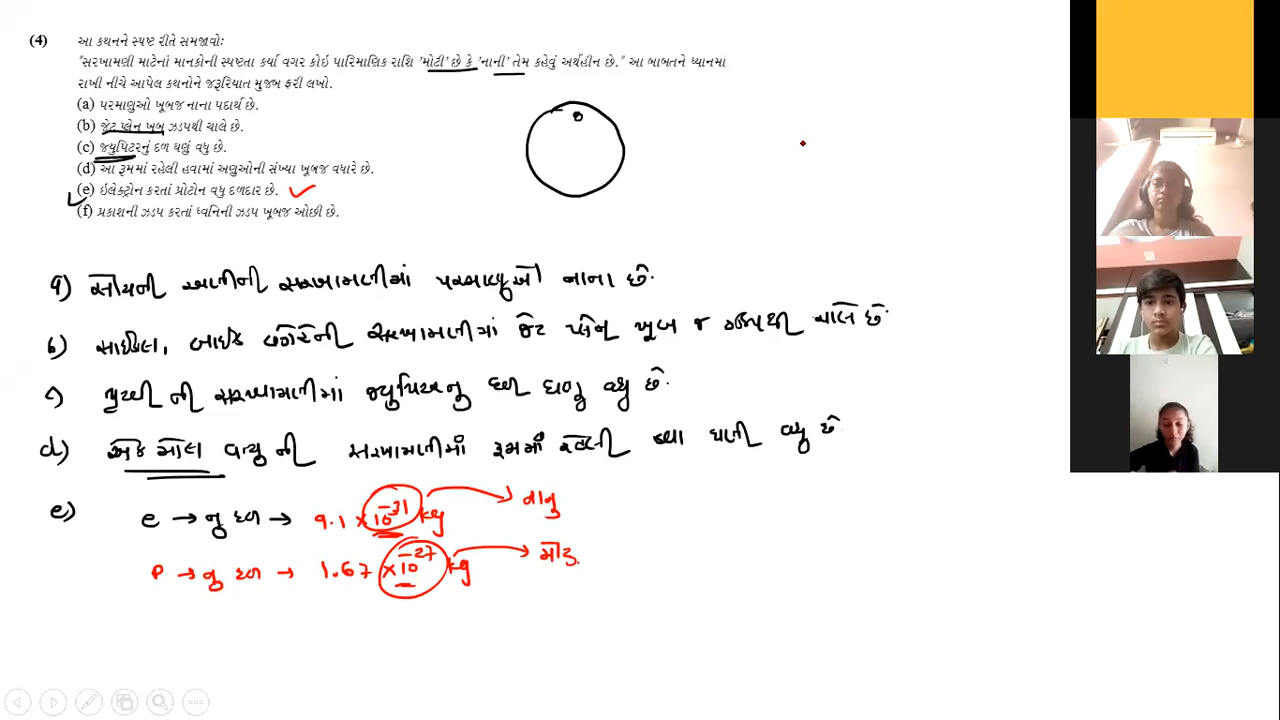 (4) આ કથનને સ્પષ્ટ રીતે સમજાવો:
"સરખામણી માટેનાં માનકોની સ્પષ્ટતા કર્યા વગર કોઇ પારિમાણિક રાશિ 'મોટી' છે કે 'નાની' તેમ કહેવું અર્થહીન છે." આ બાબતને ધ્યાનમાં
રાખી નીચે આપેલ કથનોને જરૂરિયાત મુજબ ફરી લખો.
(a) પરમાણુઓ ખૂબજ નાના પદાર્થ છે.
(b) જેટ પ્લેન ખૂબ ઝડપથી ચાલે છે.
(c) જ્યુપિટરનું દળ ઘણું વધુ છે.
(d) આ રૂમમાં રહેલી હવામાં અણુઓની સંખ્યા ખૂબજ વધારે છે.
(e) ઇલેક્ટ્રોન કરતાં પ્રોટોન વધુ દળદાર છે.
(f) પ્રકાશની ઝડપ કરતાં ધ્વનિની ઝડપ ખૂબજ ઓછી છે.
a) સોયની અણીની સરખામણીમાં પરમાણુઓ નાના છે.
b) સાઈકલ, બાઈક વગેરેની સરખામણીમાં જેટ પ્લેન ખૂબ જ ઝડપથી ચાલે છે.
c) પૃથ્વી ની સરખામણીમાં જ્યુપિટરનુ દળ ઘણુ વધુ છે.
d) એક મોલ વાયુ ની સરખામણીમાં રૂમમાં રહેલી હવા ઘણી વધુ છે.
e) e → નુ દળ → 9.1 × 10⁻³¹ kg → નાનુ
P → નુ દળ → 1.67 × 10⁻²⁷ kg → મોટુ.